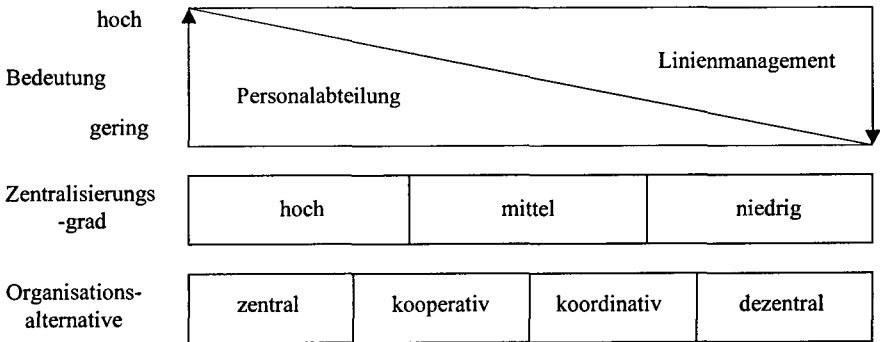 hoch
Bedeutung
gering
Linienmanagement
Personalabteilung
Zentralisierungs
-grad
hoch
mittel
niedrig
Organisations-
alternative
zentral
kooperativ
koordinativ
dezentral